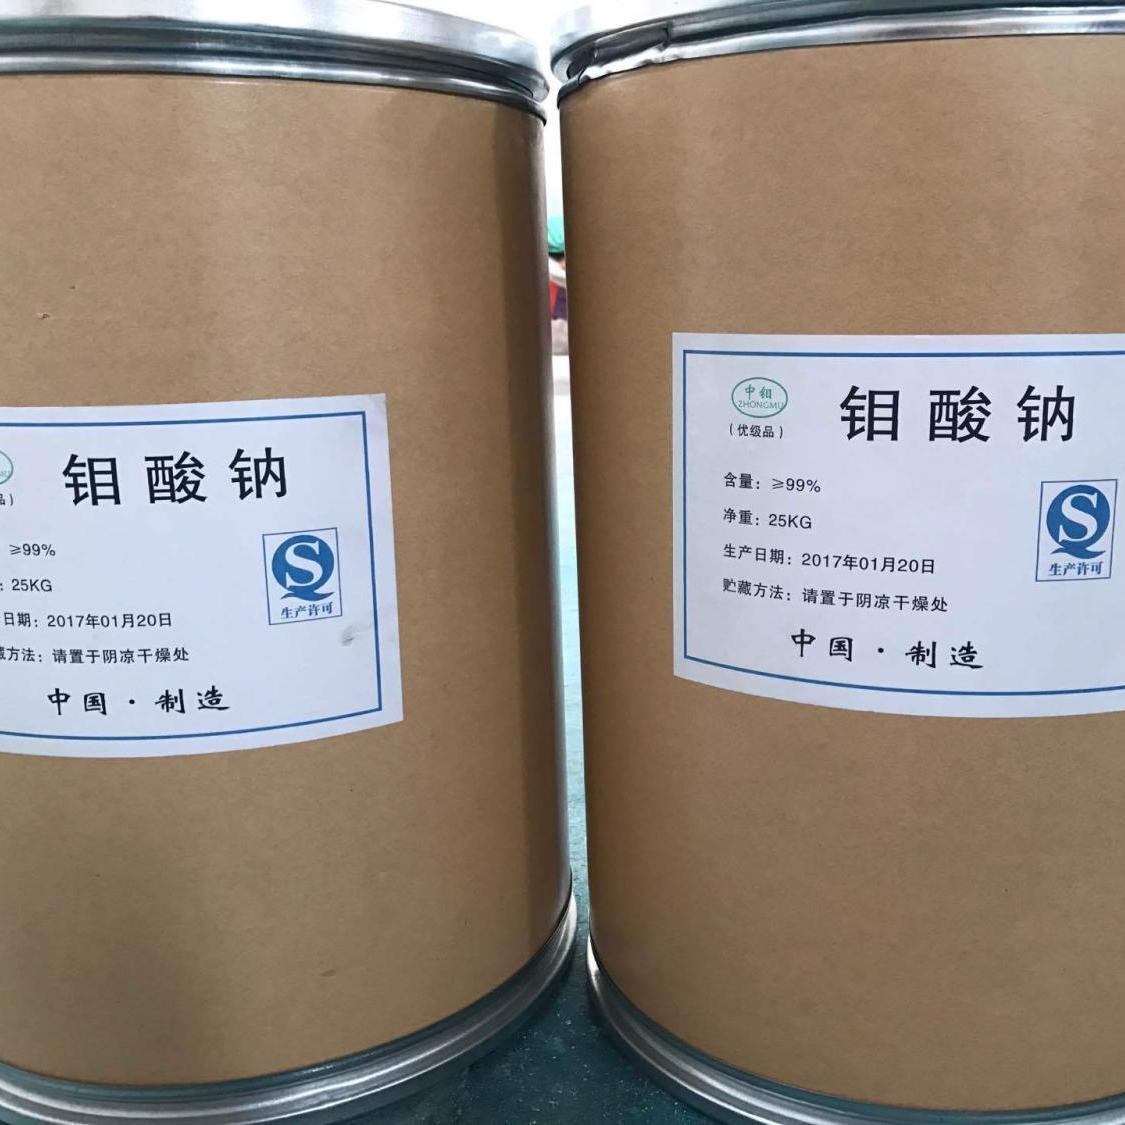 钼酸钠
品）
≥99%
：25KG
日期：2017年01月20日
藏方法：请置于阴凉干燥处
生产许可
中国·制造
中钼
ZHONGMU
（优级品）
钼酸钠
含量：≥99%
净重：25KG
生产日期：2017年01月20日
贮藏方法：请置于阴凉干燥处
生产许可
中国·制造